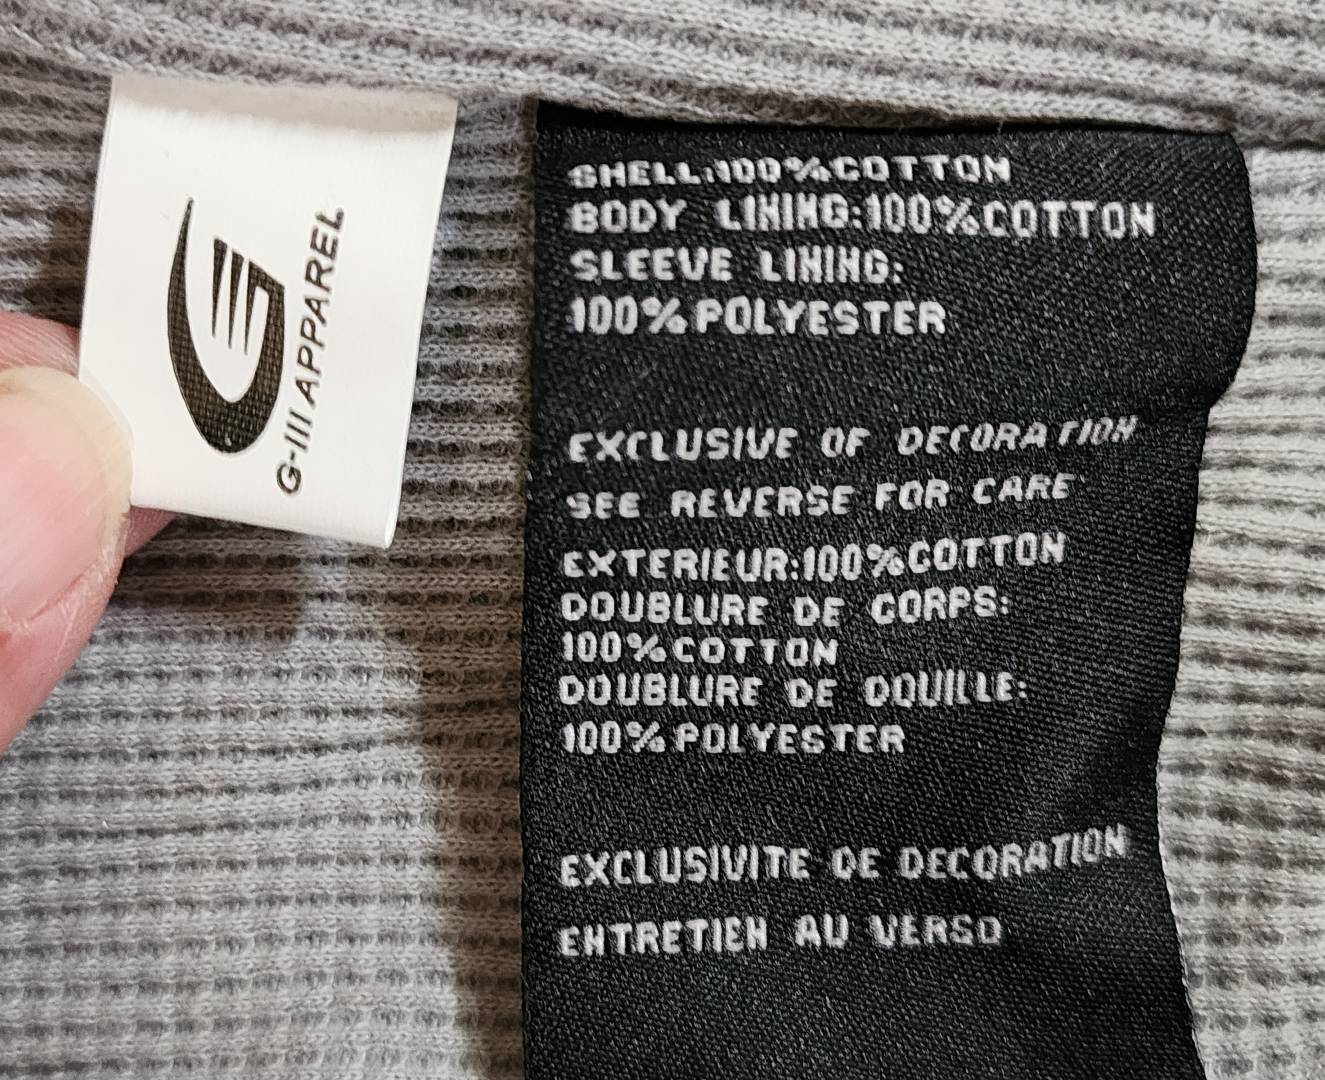 G-III APPAREL
SHELL:100%COTTON
BODY LINING:100%COTTON
SLEEVE LINING:
100%POLYESTER
EXCLUSIVE OF DECORATION
SEE REVERSE FOR CARE
EXTERIEUR:100%COTTON
DOUBLURE DE CORPS:
100%COTTON
DOUBLURE DE DOUILLE:
100%POLYESTER
EXCLUSIVITE DE DECORATION
ENTRETIEN AU VERSO